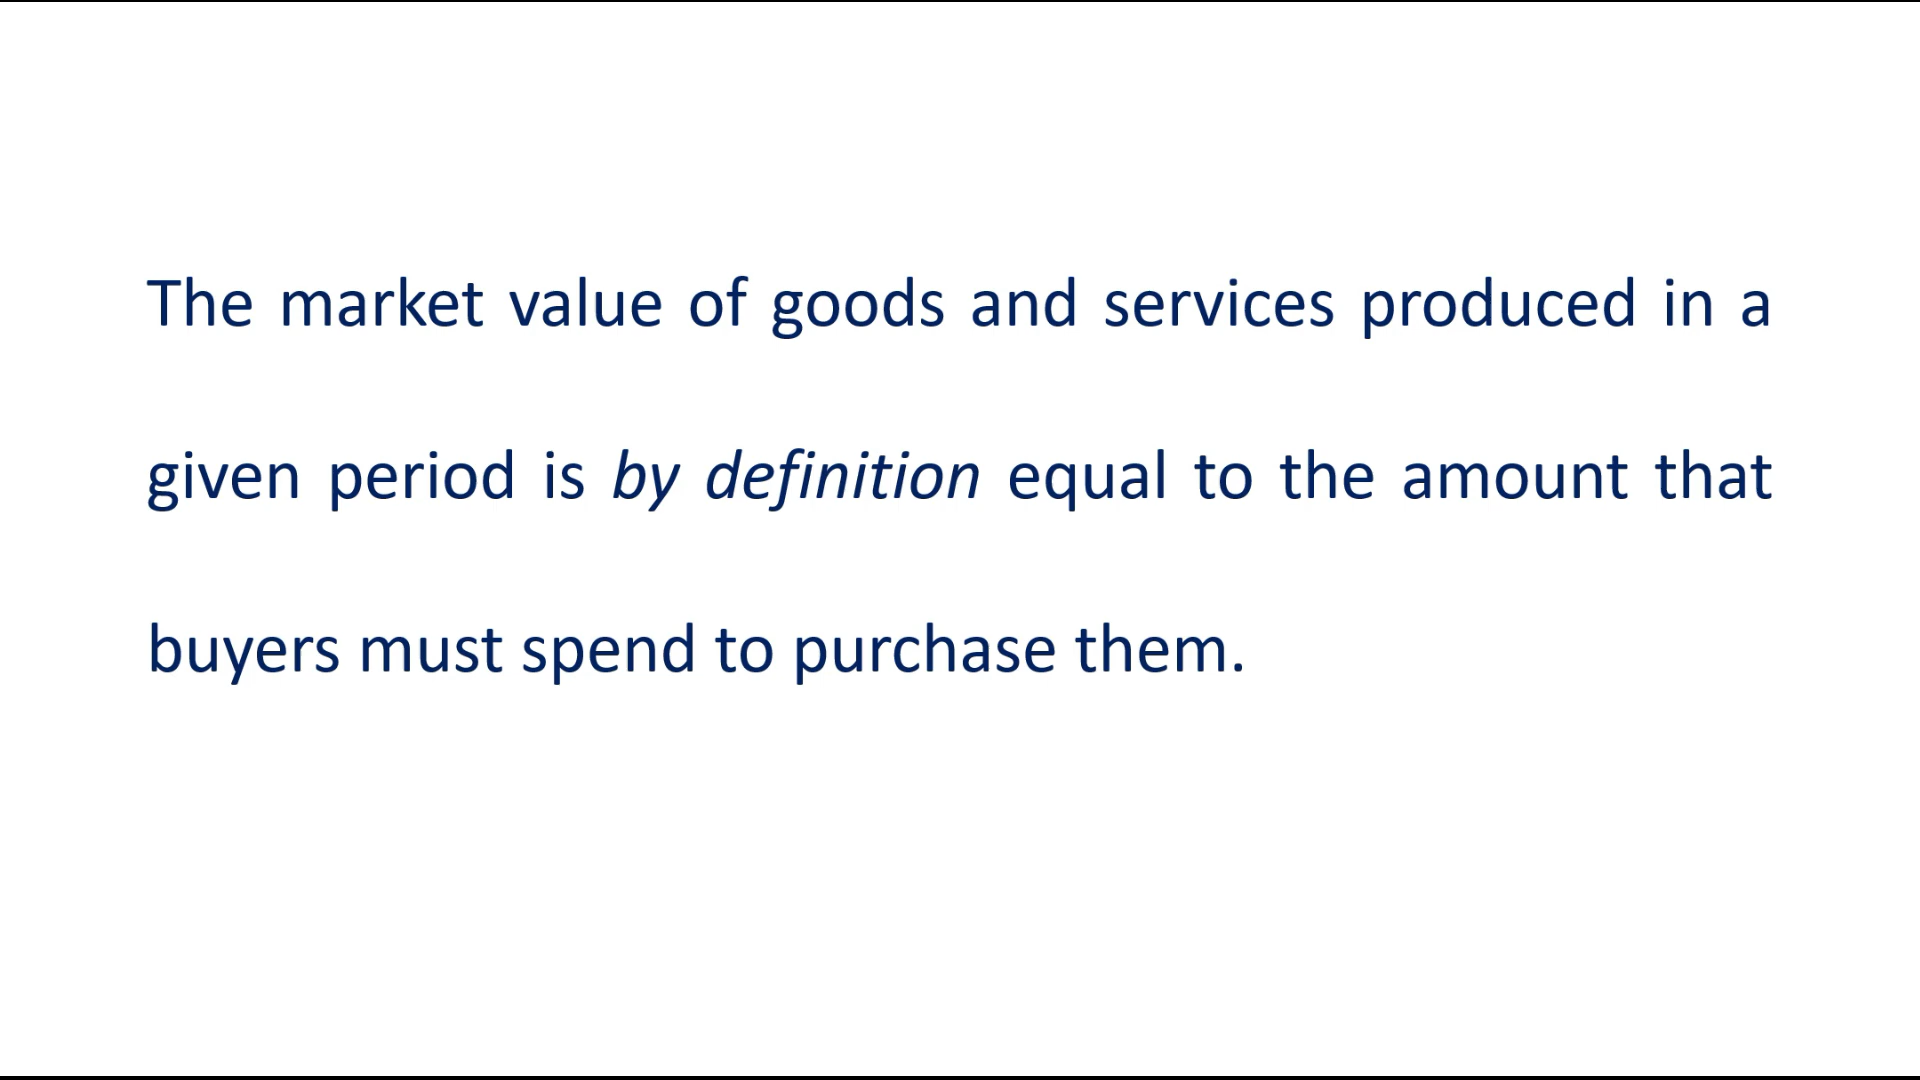 The market value of goods and services produced in a
given period is by definition equal to the amount that
buyers must spend to purchase them.